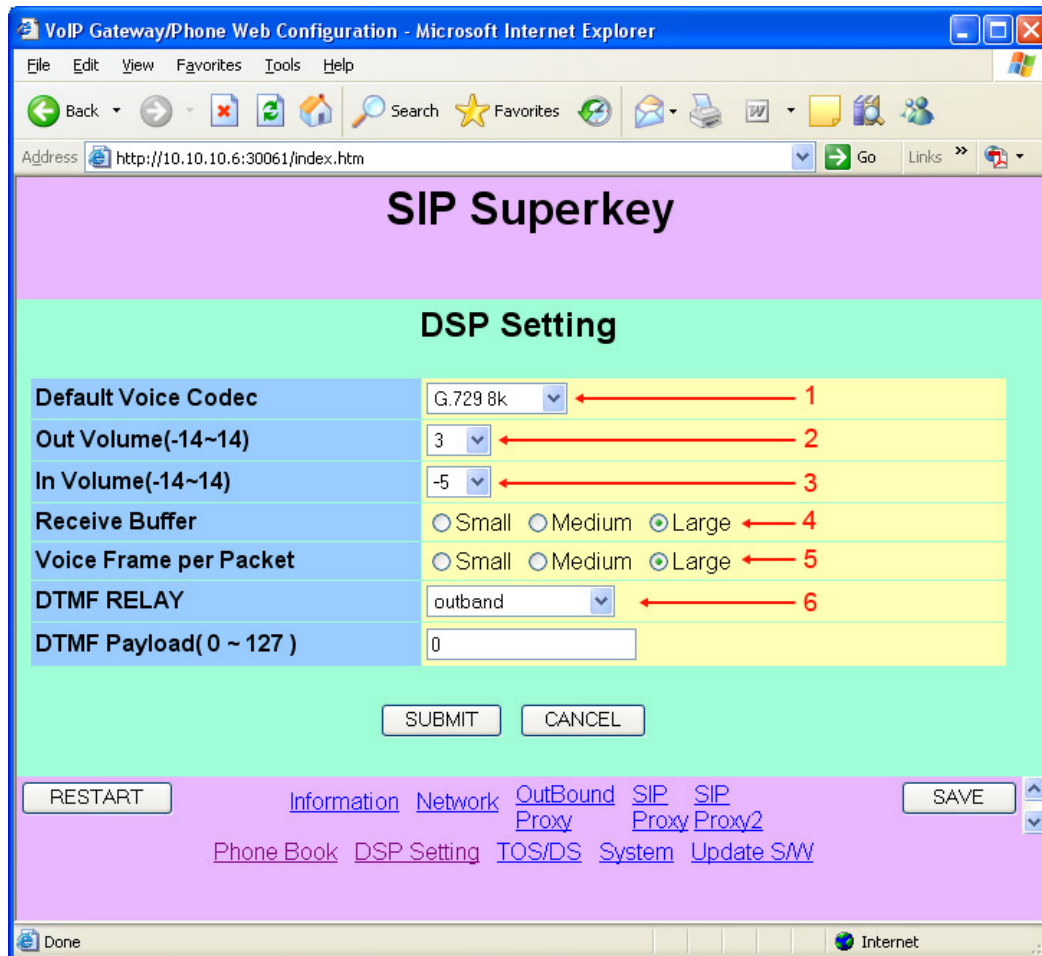 VoIP Gateway/Phone Web Configuration - Microsoft Internet Explorer
File Edit View Favorites Tools Help
Back Search Favorites
Address http://10.10.10.6:30061/index.htm Go Links »
SIP Superkey
DSP Setting
Default Voice Codec G.729 8k 1
Out Volume(-14~14) 3 2
In Volume(-14~14) -5 3
Receive Buffer Small Medium Large 4
Voice Frame per Packet Small Medium Large 5
DTMF RELAY outband 6
DTMF Payload( 0 ~ 127 ) 0
SUBMIT CANCEL
RESTART Information Network OutBound Proxy SIP Proxy SIP Proxy2 SAVE
Phone Book DSP Setting TOS/DS System Update S/W
Done Internet